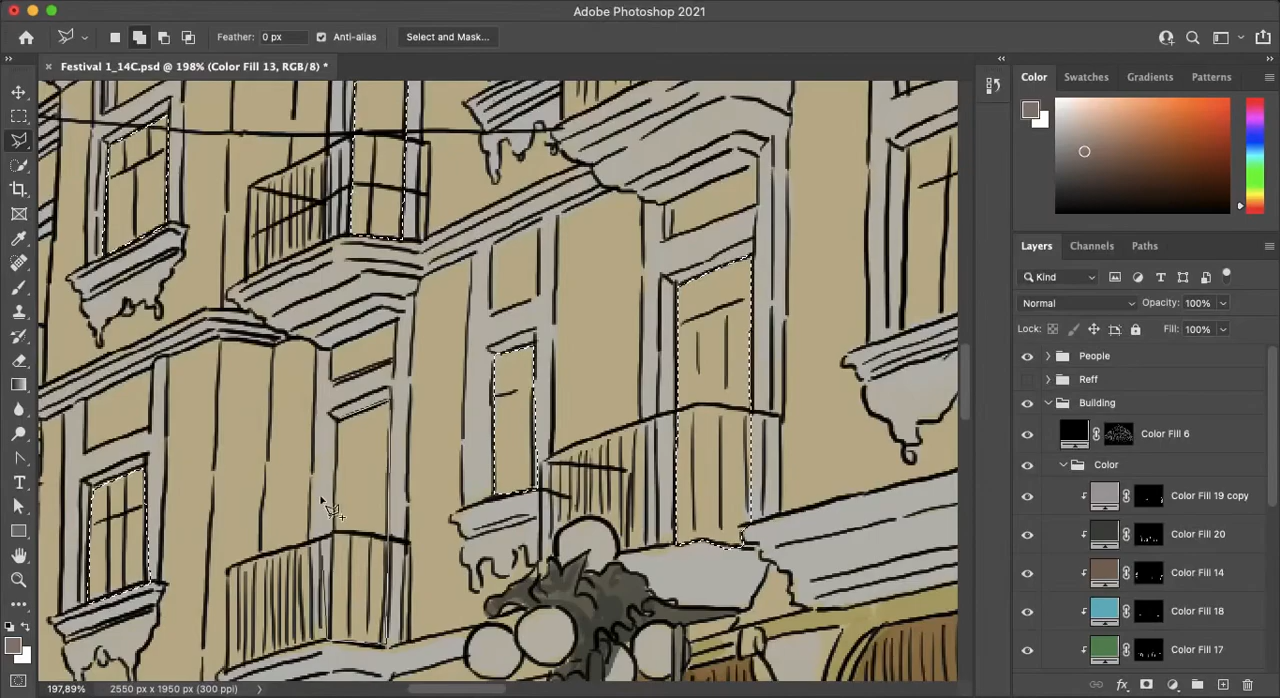 Adobe Photoshop 2021
Feather: 0 px Anti-alias Select and Mask...
Festival 1_14C.psd @ 198% (Color Fill 13, RGB/8) *
Color Swatches Gradients Patterns
Layers Channels Paths
Kind
Normal Opacity: 100%
Lock: Fill: 100%
People
Reff
Building
Color Fill 6
Color
Color Fill 19 copy
Color Fill 20
Color Fill 14
Color Fill 18
Color Fill 17
197,89% 2550 px x 1950 px (300 ppi)